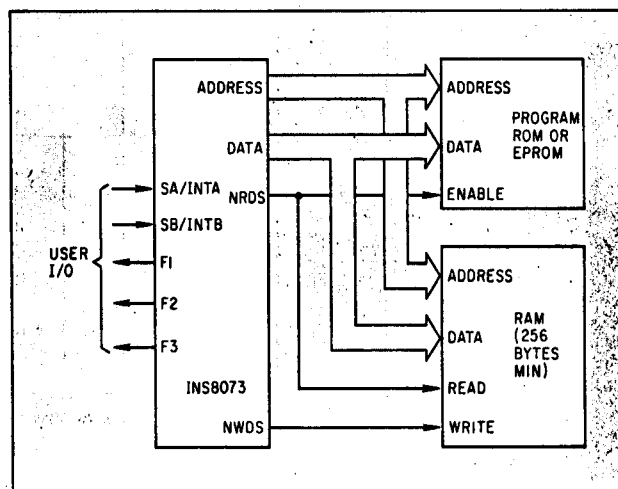 ADDRESS
DATA
NRDS
SA/INTA
SB/INTB
USER
I/O
F1
F2
F3
INS8073
NWDS
ADDRESS
PROGRAM
ROM OR
EPROM
DATA
ENABLE
ADDRESS
DATA
RAM
(256
BYTES
MIN)
READ
WRITE